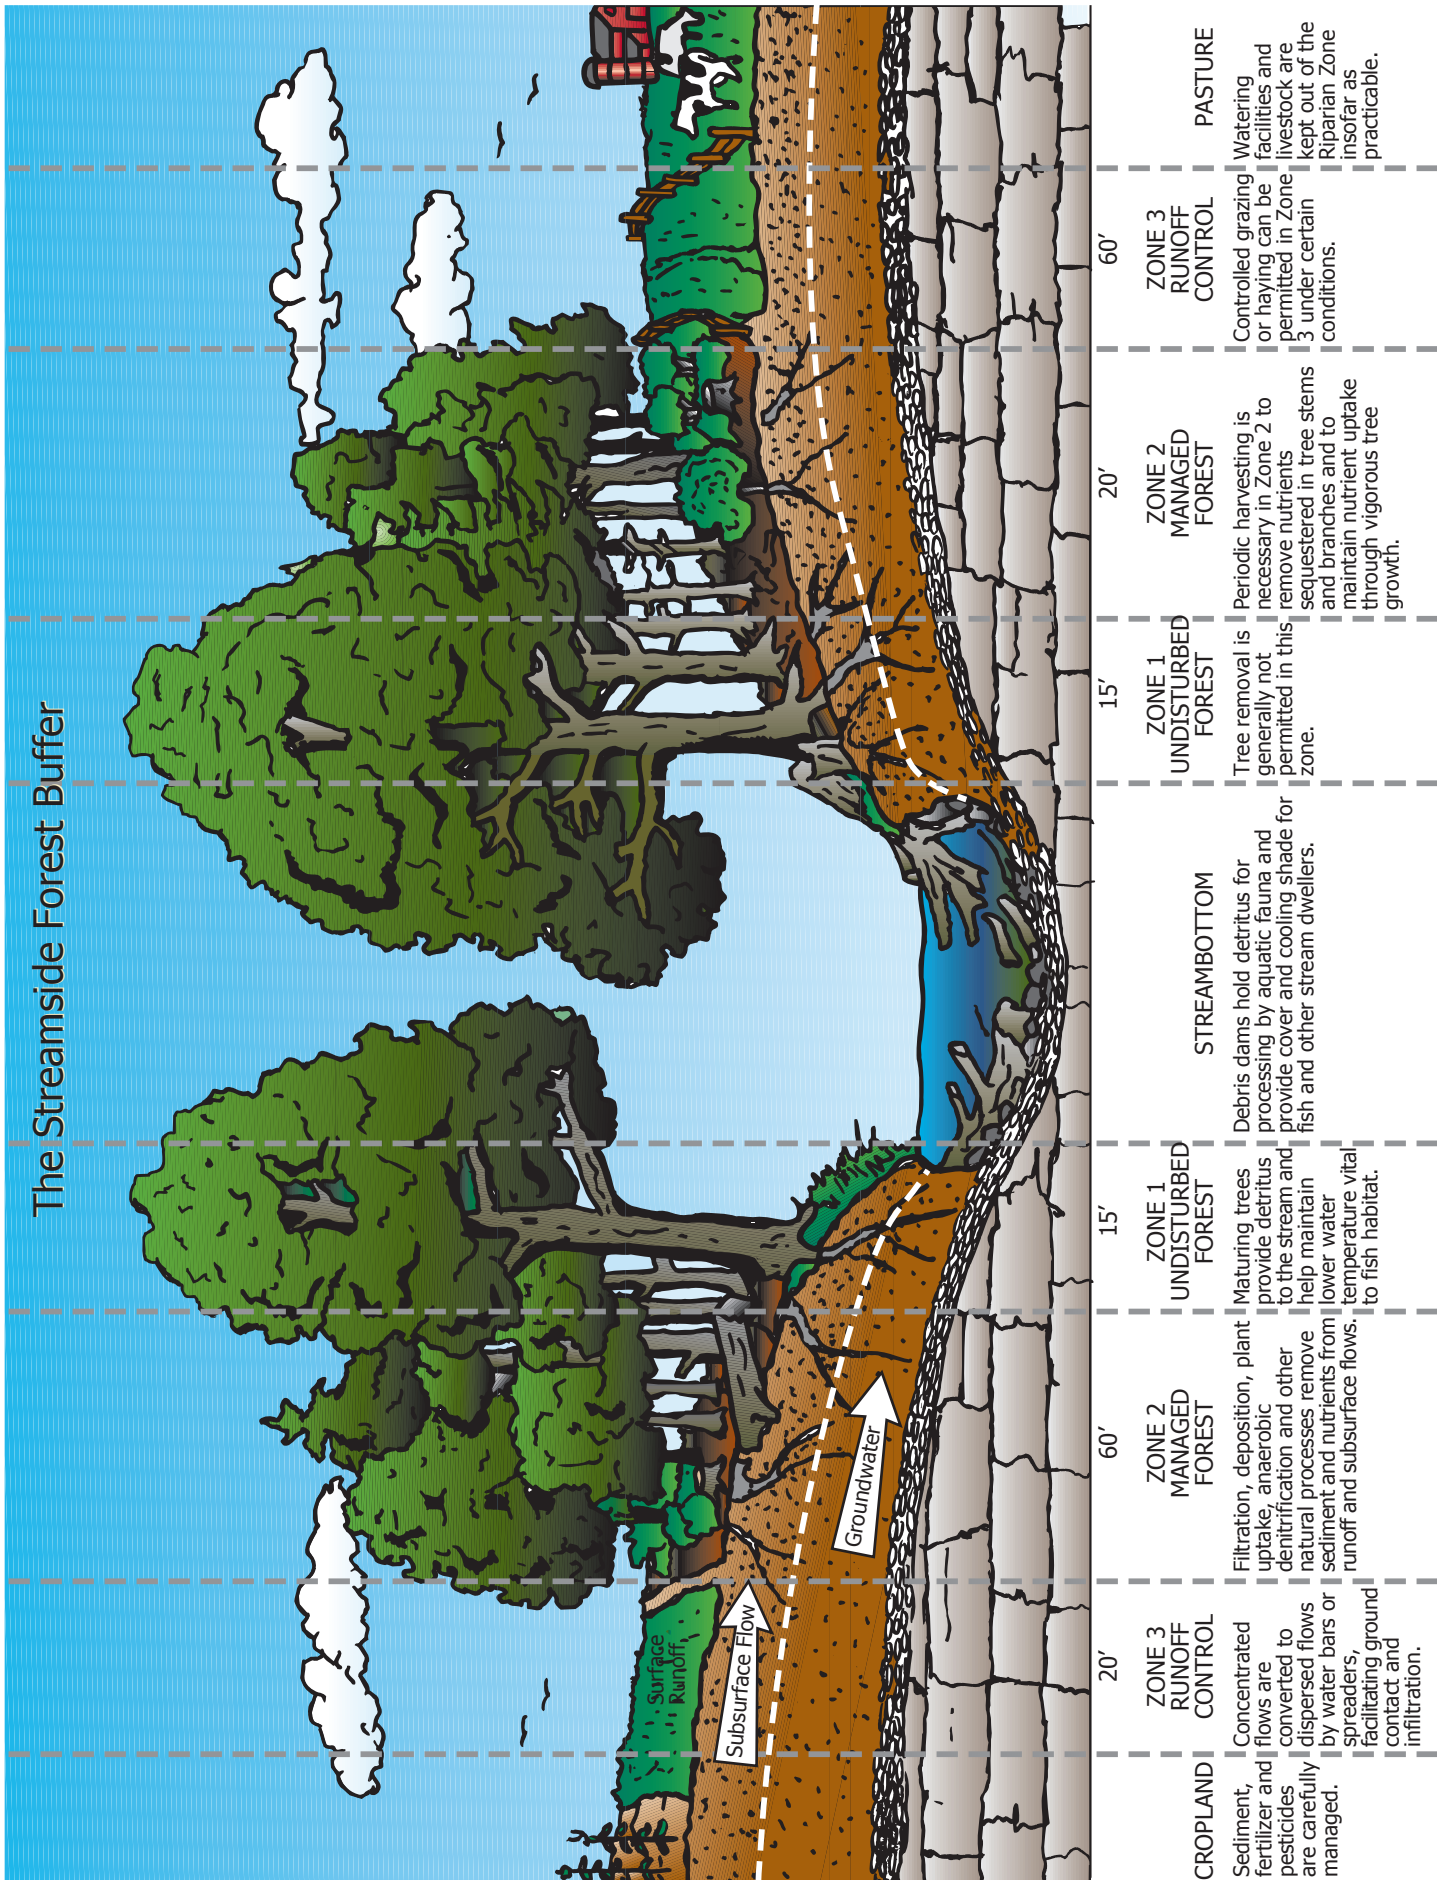 The Streamside Forest Buffer
Surface
Runoff
Subsurface Flow
Groundwater
CROPLAND
Sediment,
fertilizer and
pesticides
are carefully
managed.
20’
ZONE 3
RUNOFF
CONTROL
Concentrated
flows are
converted to
dispersed flows
by water bars or
spreaders,
facilitating ground
contact and
infiltration.
60’
ZONE 2
MANAGED
FOREST
Filtration, deposition, plant
uptake, anaerobic
denitrification and other
natural processes remove
sediment and nutrients from
runoff and subsurface flows.
15’
ZONE 1
UNDISTURBED
FOREST
Maturing trees
provide detritus
to the stream and
help maintain
lower water
temperature vital
to fish habitat.
STREAMBOTTOM
Debris dams hold detritus for
processing by aquatic fauna and
provide cover and cooling shade for
fish and other stream dwellers.
15’
ZONE 1
UNDISTURBED
FOREST
Tree removal is
generally not
permitted in this
zone.
20’
ZONE 2
MANAGED
FOREST
Periodic harvesting is
necessary in Zone 2 to
remove nutrients
sequestered in tree stems
and branches and to
maintain nutrient uptake
through vigorous tree
growth.
60’
ZONE 3
RUNOFF
CONTROL
Controlled grazing
or haying can be
permitted in Zone
3 under certain
conditions.
PASTURE
Watering
facilities and
livestock are
kept out of the
Riparian Zone
insofar as
practicable.